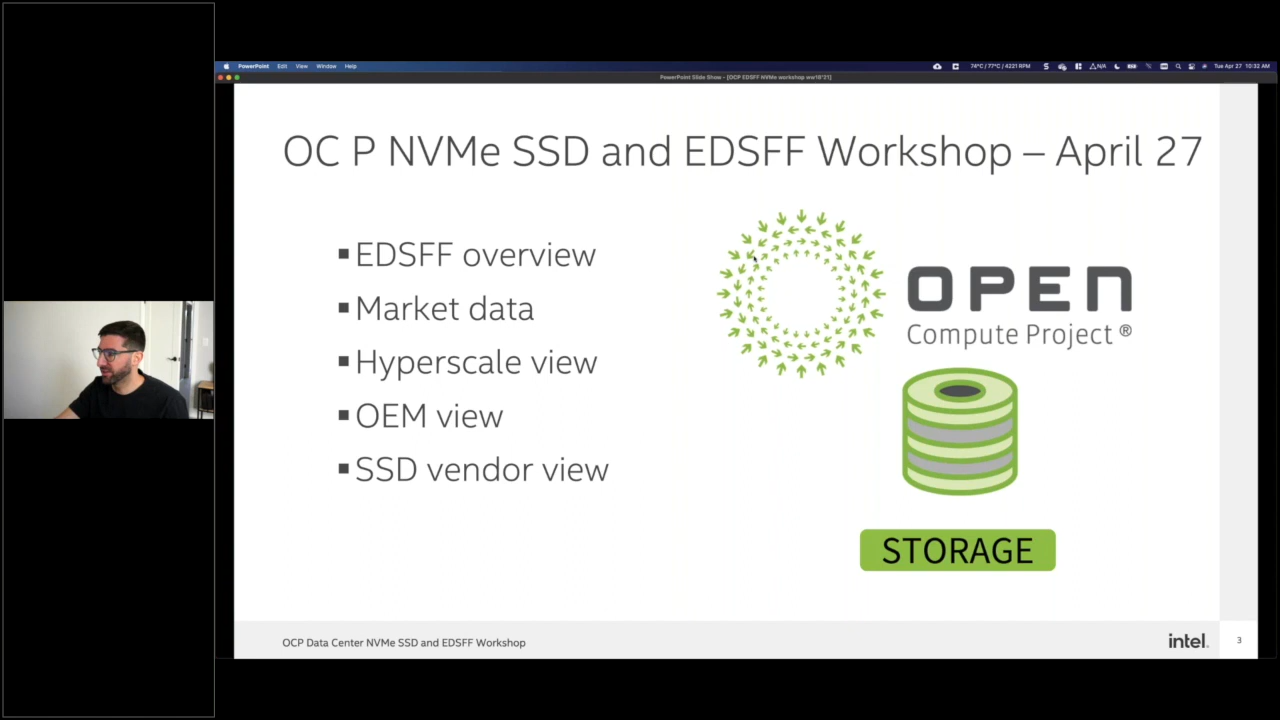 PowerPoint Edit View Window Help
74°C / 77°C / 4221 RPM
N/A
Tue Apr 27 10:32 AM
PowerPoint Slide Show - [OCP EDSFF NVMe workshop ww18'21]
OC P NVMe SSD and EDSFF Workshop – April 27
▪EDSFF overview
▪Market data
▪Hyperscale view
▪OEM view
▪SSD vendor view
OPEN
Compute Project ®
STORAGE
OCP Data Center NVMe SSD and EDSFF Workshop
intel.
3